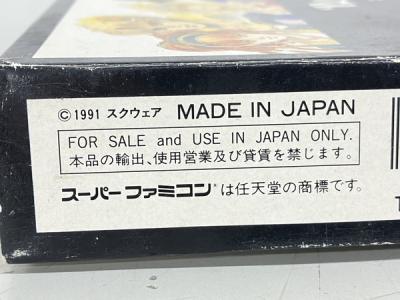 ©1991 スクウェア MADE IN JAPAN
FOR SALE and USE IN JAPAN ONLY.
本品の輸出、使用営業及び賃貸を禁じます。
スーパーファミコン®は任天堂の商標です。